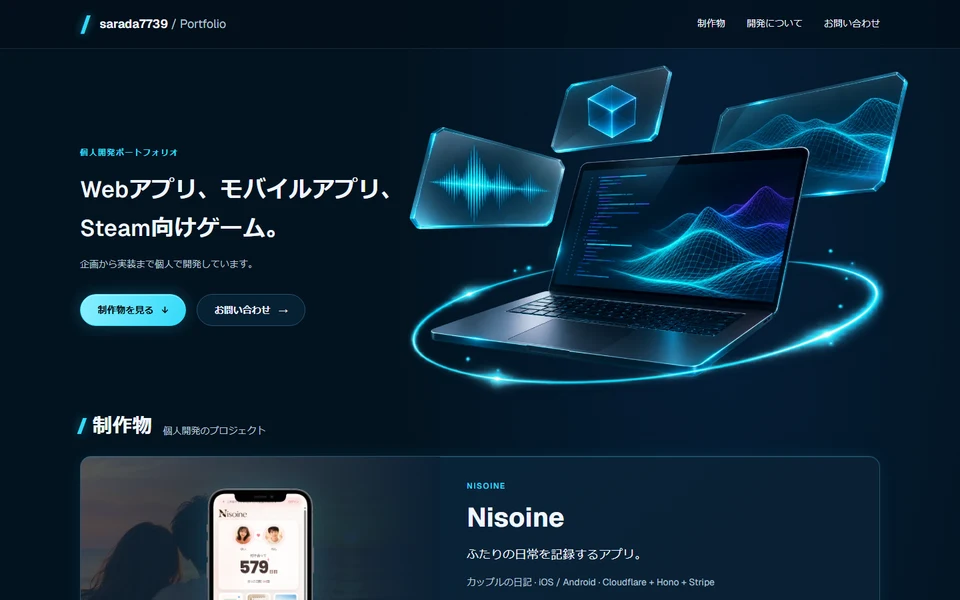 sarada7739 / Portfolio
制作物
開発について
お問い合わせ
個人開発ポートフォリオ
Webアプリ、モバイルアプリ、
Steam向けゲーム。
企画から実装まで個人で開発しています。
制作物を見る ↓
お問い合わせ →
制作物
個人開発のプロジェクト
NISOINE
Nisoine
ふたりの日常を記録するアプリ。
カップルの日記 · iOS / Android · Cloudflare + Hono + Stripe
Nisoine
579